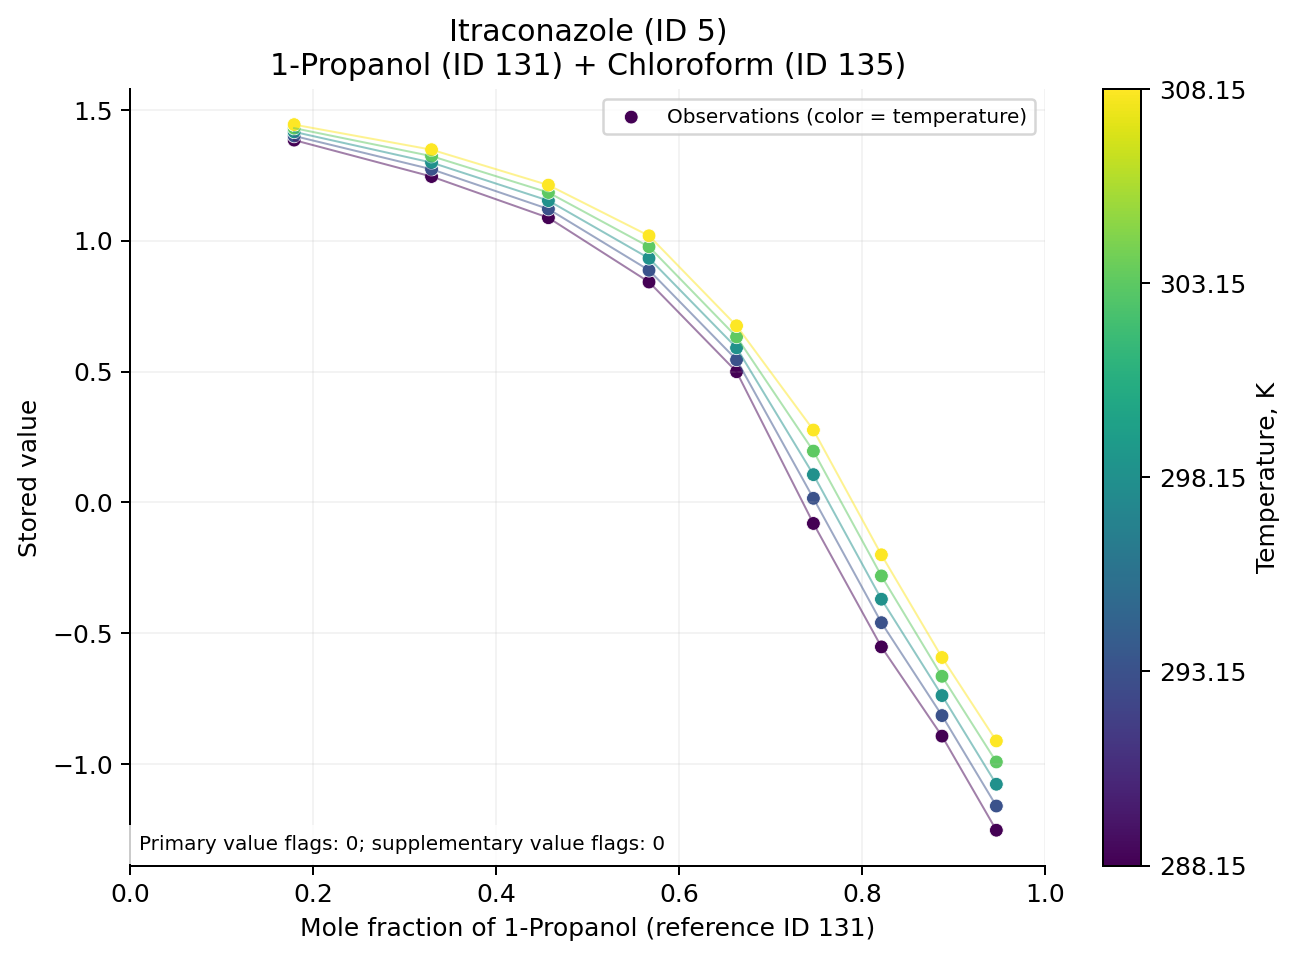 Itraconazole (ID 5)
1-Propanol (ID 131) + Chloroform (ID 135)
Observations (color = temperature)
Stored value
1.5
1.0
0.5
0.0
−0.5
−1.0
Primary value flags: 0; supplementary value flags: 0
0.0 0.2 0.4 0.6 0.8 1.0
Mole fraction of 1-Propanol (reference ID 131)
308.15
303.15
298.15
293.15
288.15
Temperature, K